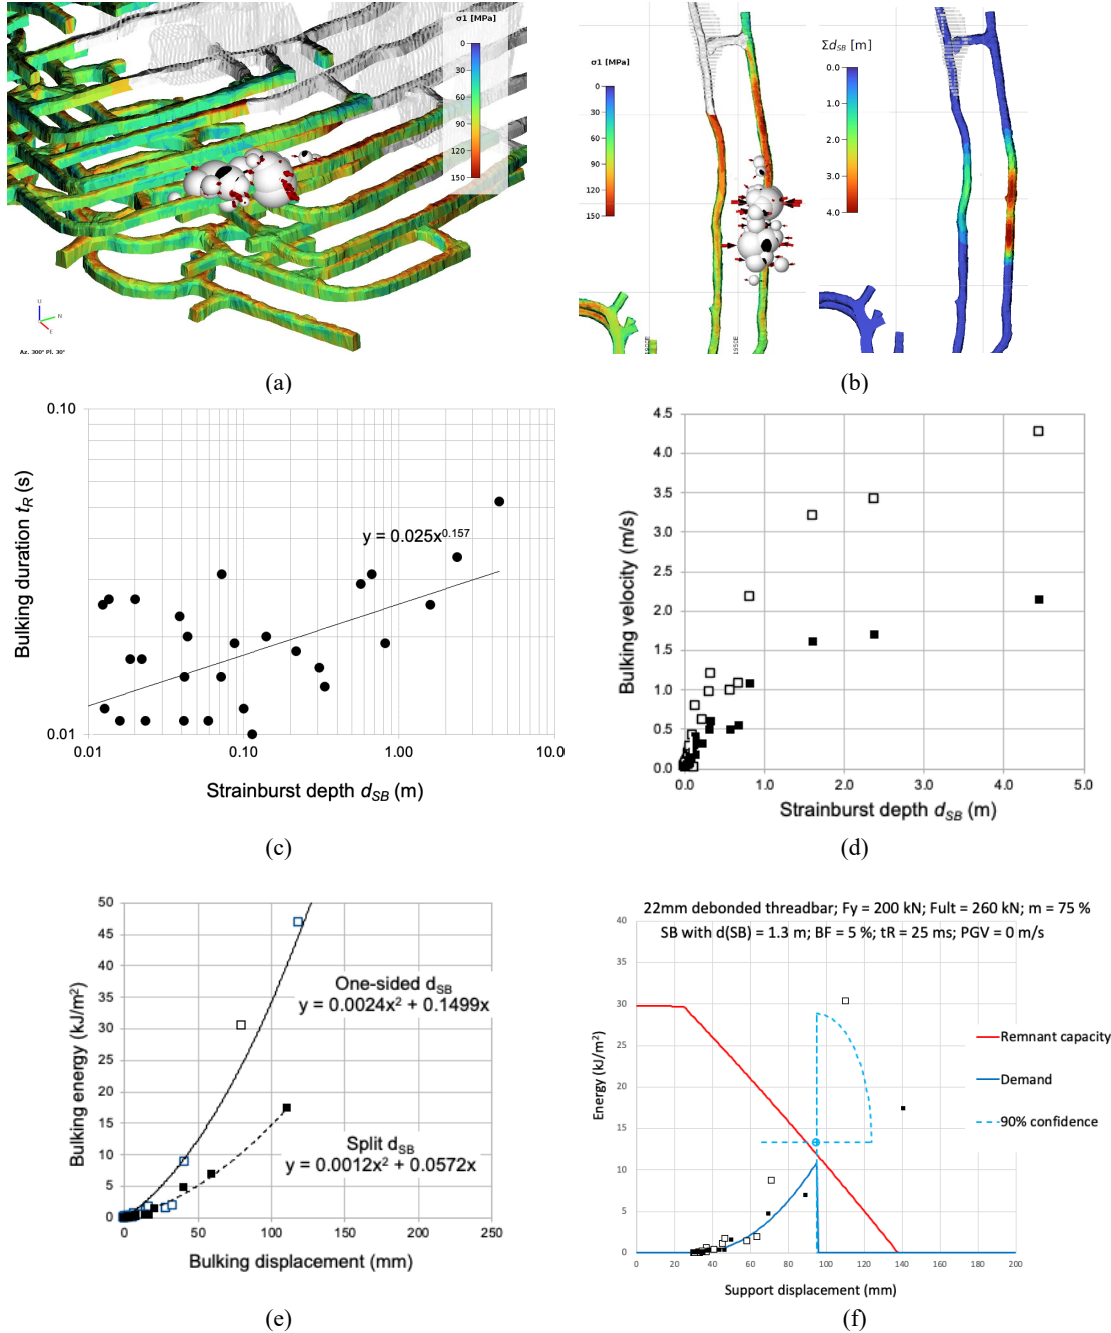 σ1 [MPa]
0
30
60
90
120
150
U
N
E
Az. 300° Pl. 30°
(a)
σ1 [MPa]
0
30
60
90
120
150
Σd_SB [m]
0.0
1.0
2.0
3.0
4.0
(b)
0.10
0.01
Bulking duration t_R (s)
y = 0.025x^0.157
0.01 0.10 1.00 10.00
Strainburst depth d_SB (m)
(c)
4.5
4.0
3.5
3.0
2.5
2.0
1.5
1.0
0.5
0.0
Bulking velocity (m/s)
0.0 1.0 2.0 3.0 4.0 5.0
Strainburst depth d_SB (m)
(d)
50
45
40
35
30
25
20
15
10
5
0
Bulking energy (kJ/m²)
One-sided d_SB
y = 0.0024x² + 0.1499x
Split d_SB
y = 0.0012x² + 0.0572x
0 50 100 150 200 250
Bulking displacement (mm)
(e)
22mm debonded threadbar; Fy = 200 kN; Fult = 260 kN; m = 75 %
SB with d(SB) = 1.3 m; BF = 5 %; tR = 25 ms; PGV = 0 m/s
40
30
20
10
0
Energy (kJ/m²)
Remnant capacity
Demand
90% confidence
0 20 40 60 80 100 120 140 160 180 200
Support displacement (mm)
(f)